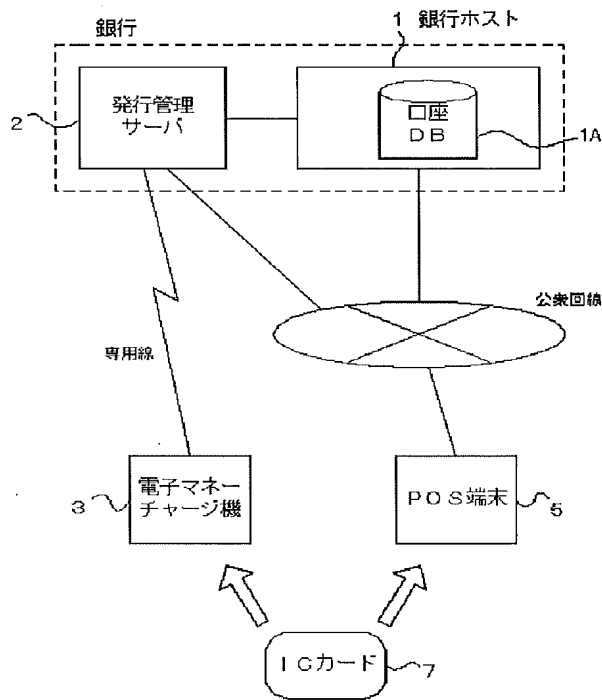 銀行
1 銀行ホスト
発行管理
サーバ
2
口座
DB
1A
公衆回線
専用線
電子マネー
チャージ機
3
POS端末
5
ICカード
7